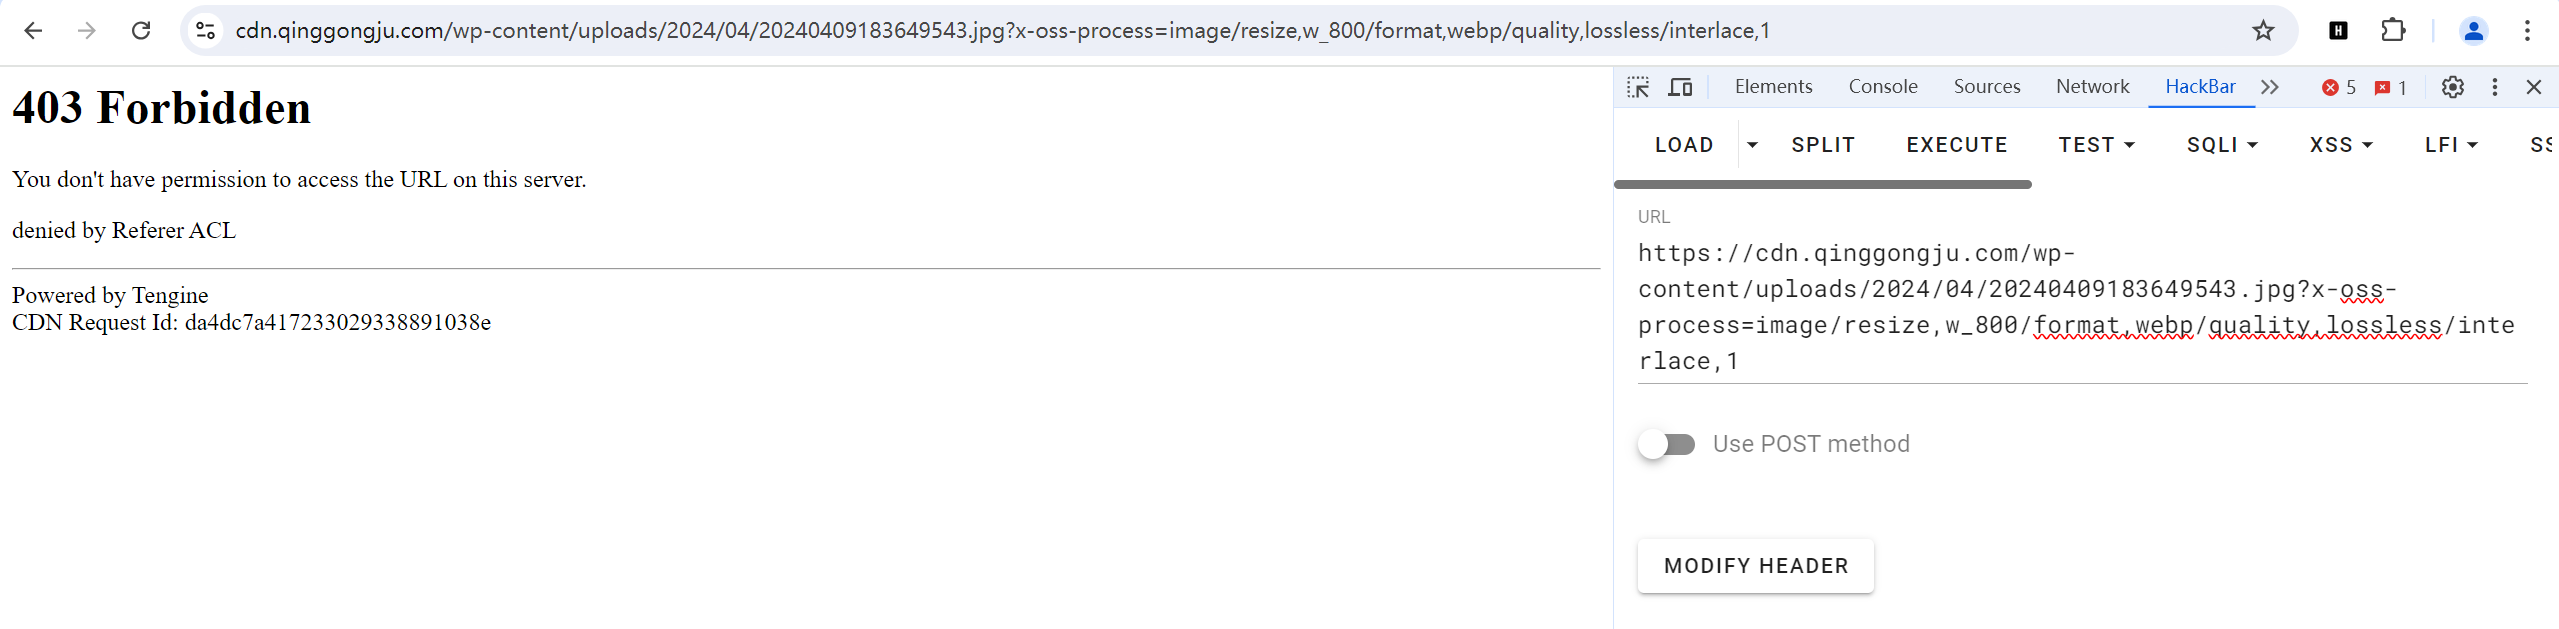 cdn.qinggongju.com/wp-content/uploads/2024/04/20240409183649543.jpg?x-oss-process=image/resize,w_800/format,webp/quality,lossless/interlace,1
H
403 Forbidden
You don't have permission to access the URL on this server.
denied by Referer ACL
Powered by Tengine
CDN Request Id: da4dc7a417233029338891038e
Elements Console Sources Network HackBar 5 1
LOAD SPLIT EXECUTE TEST SQLI XSS LFI
URL
https://cdn.qinggongju.com/wp-
content/uploads/2024/04/20240409183649543.jpg?x-oss-
process=image/resize,w_800/format,webp/quality,lossless/inte
rlace,1
Use POST method
MODIFY HEADER